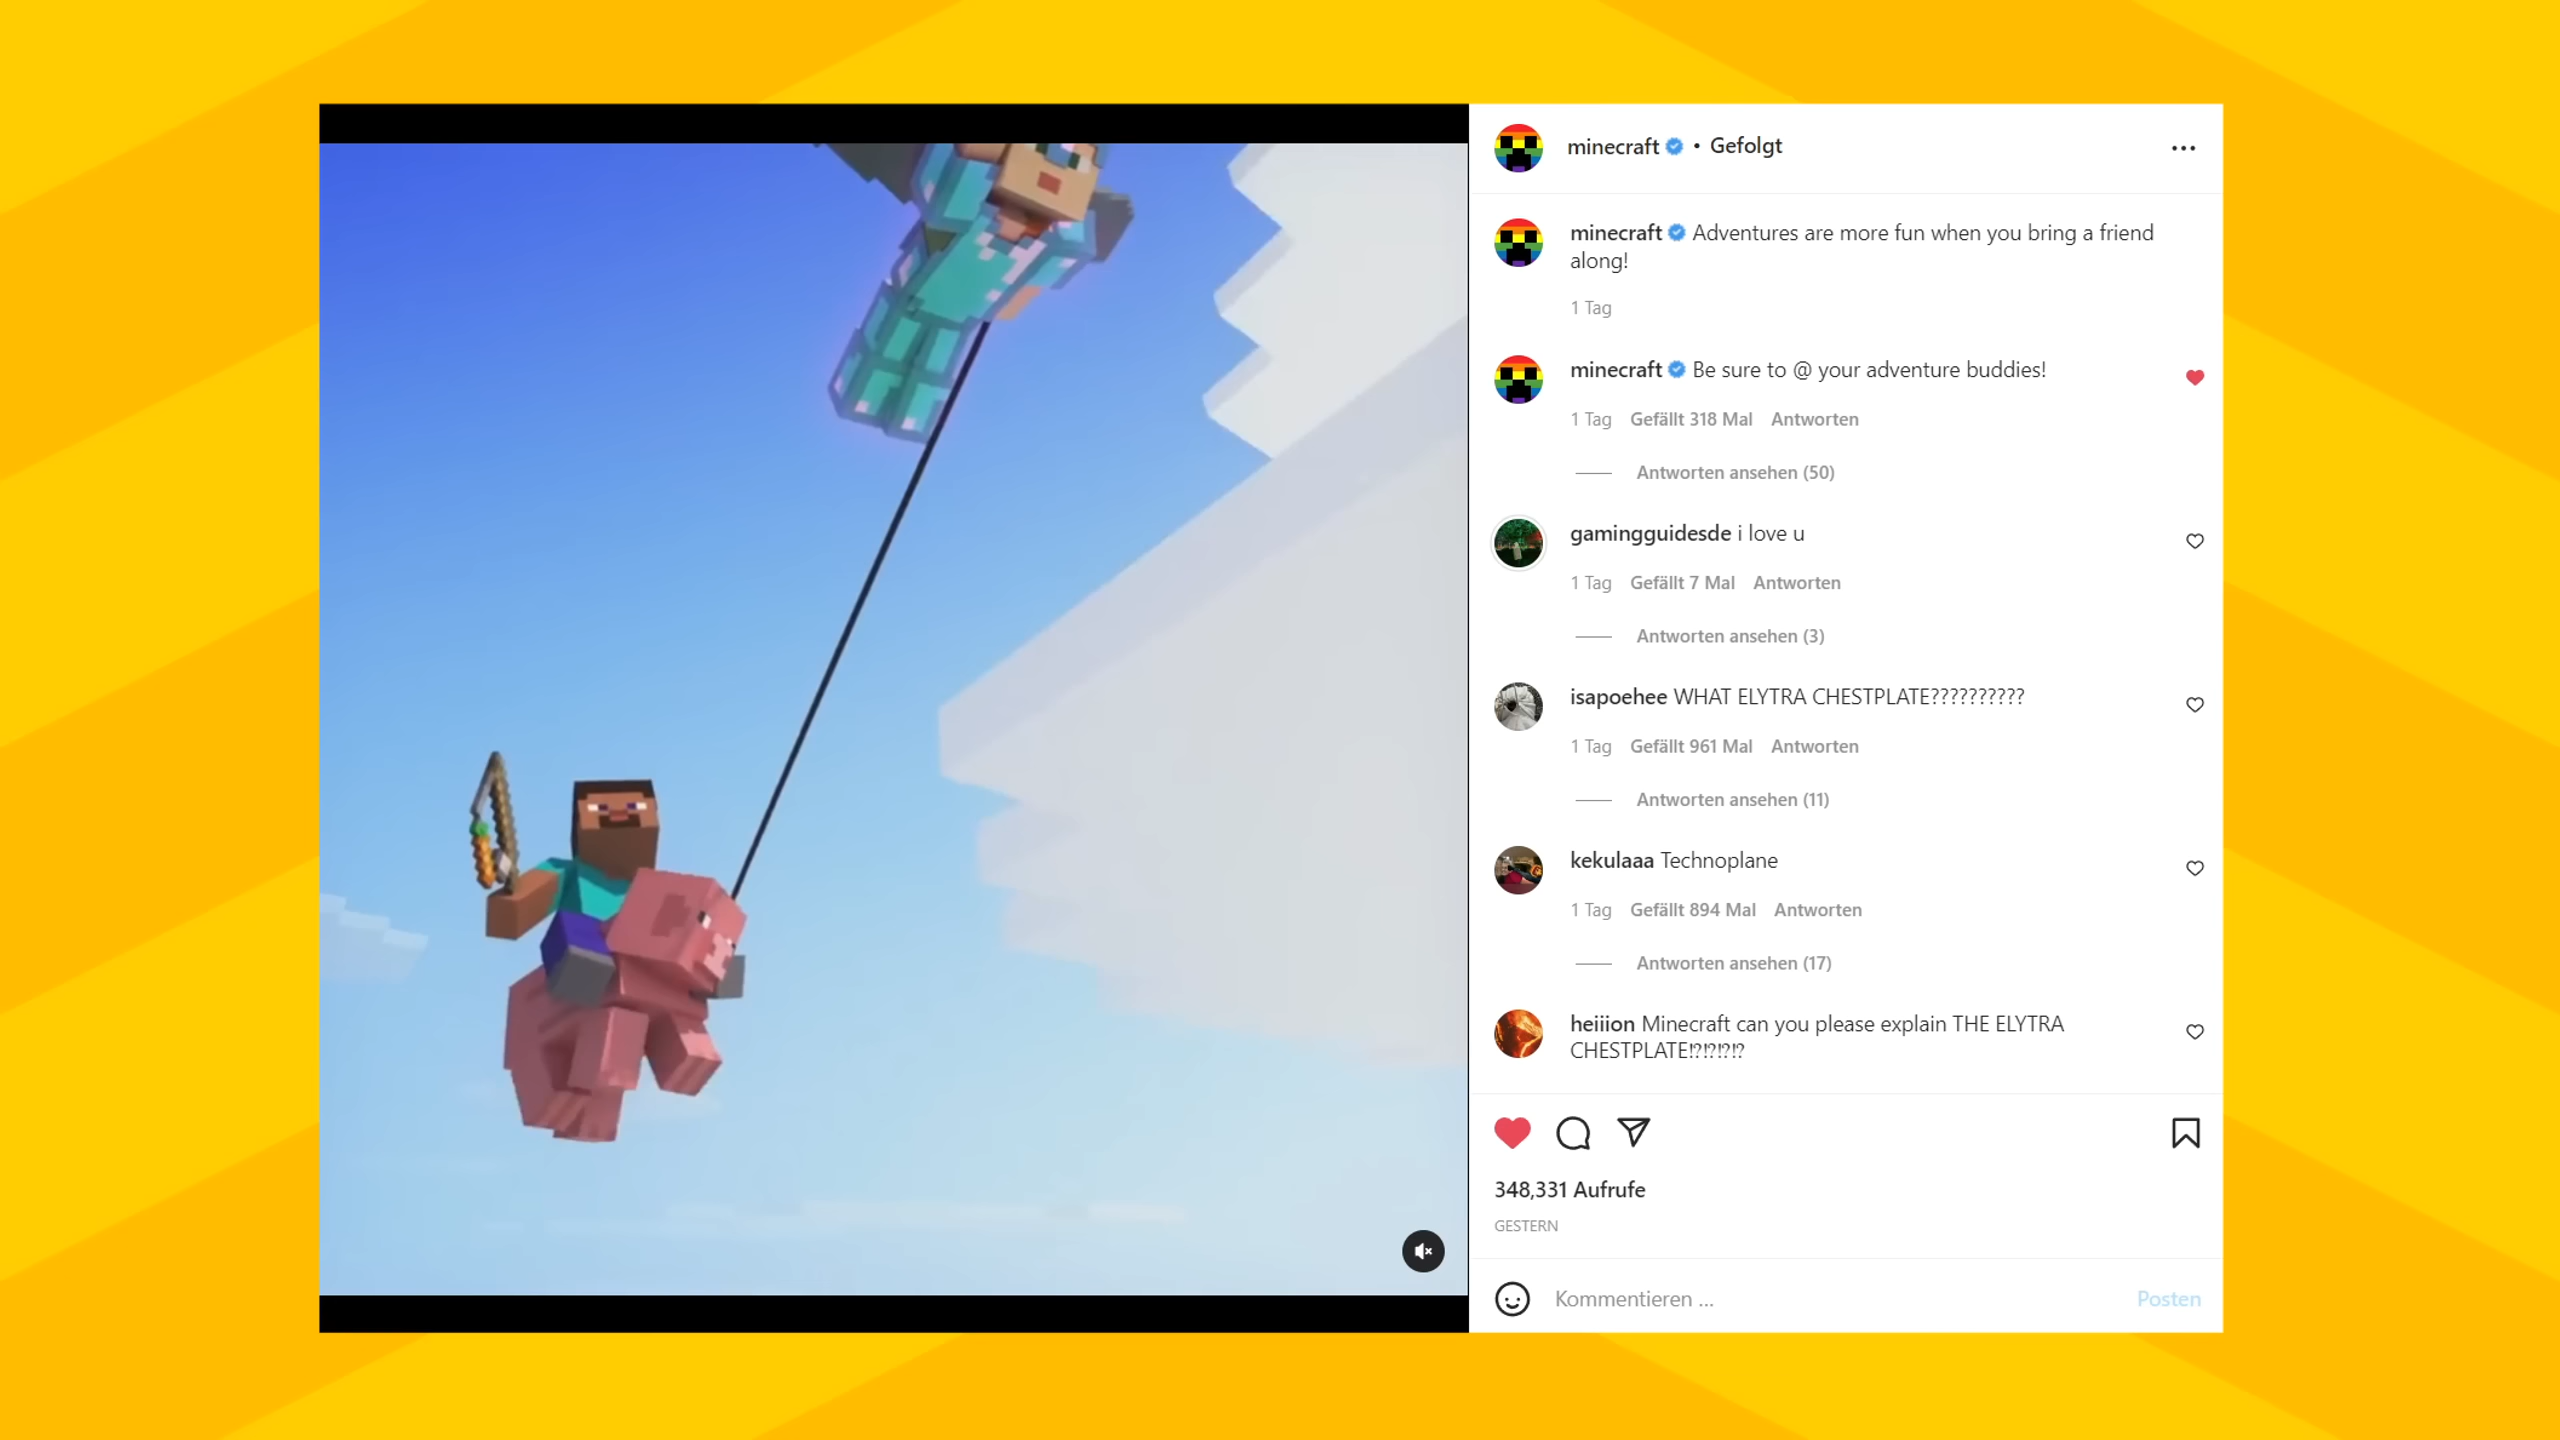 minecraft • Gefolgt
minecraft Adventures are more fun when you bring a friend
along!
1 Tag
minecraft Be sure to @ your adventure buddies!
1 Tag Gefällt 318 Mal Antworten
Antworten ansehen (50)
gamingguidesde i love u
1 Tag Gefällt 7 Mal Antworten
Antworten ansehen (3)
isapoehee WHAT ELYTRA CHESTPLATE??????????
1 Tag Gefällt 961 Mal Antworten
Antworten ansehen (11)
kekulaaa Technoplane
1 Tag Gefällt 894 Mal Antworten
Antworten ansehen (17)
heiiion Minecraft can you please explain THE ELYTRA
CHESTPLATE!?!?!?!?
348,331 Aufrufe
GESTERN
Kommentieren ...
Posten